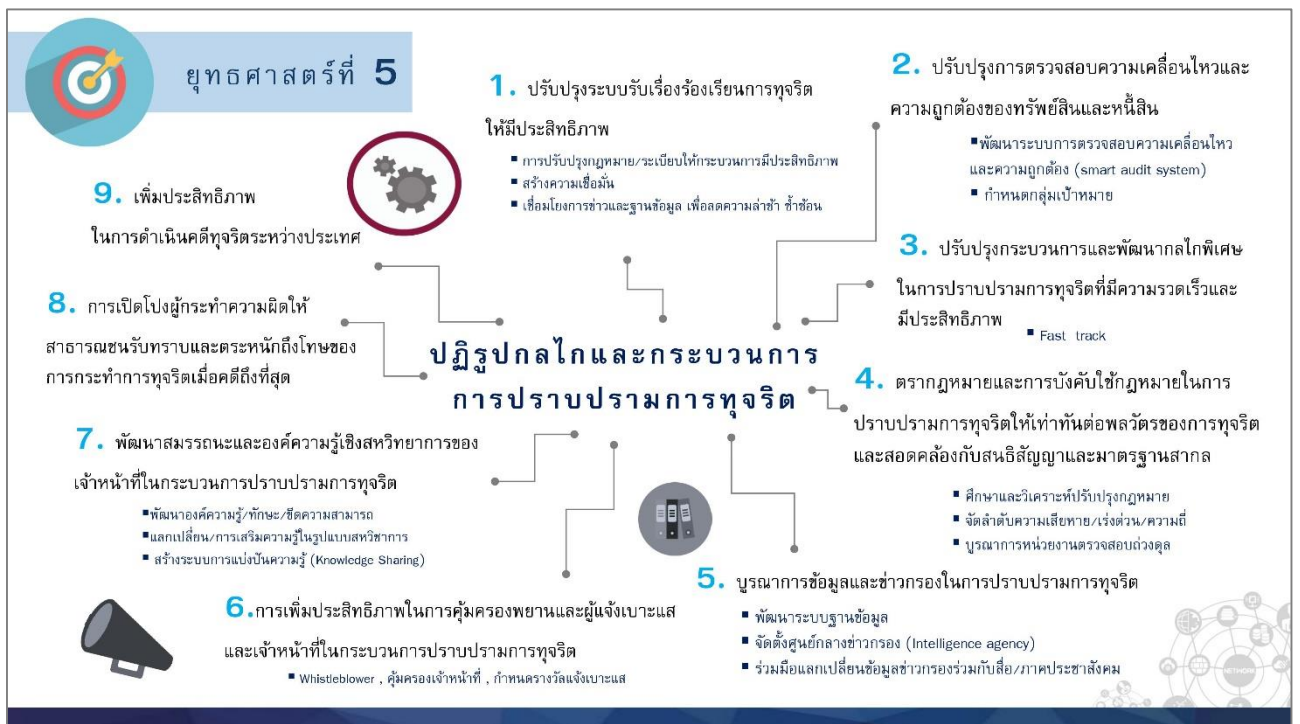 ยุทธศาสตร์ที่ 5
1. ปรับปรุงระบบรับเรื่องร้องเรียนการทุจริต
ให้มีประสิทธิภาพ
▪ การปรับปรุงกฎหมาย/ระเบียบให้กระบวนการมีประสิทธิภาพ
▪ สร้างความเชื่อมั่น
▪ เชื่อมโยงการข่าวและฐานข้อมูล เพื่อลดความล่าช้า ซ้ำซ้อน
2. ปรับปรุงการตรวจสอบความเคลื่อนไหวและ
ความถูกต้องของทรัพย์สินและหนี้สิน
▪พัฒนาระบบการตรวจสอบความเคลื่อนไหว
และความถูกต้อง (smart audit system)
▪ กำหนดกลุ่มเป้าหมาย
3. ปรับปรุงกระบวนการและพัฒนากลไกพิเศษ
ในการปราบปรามการทุจริตที่มีความรวดเร็วและ
มีประสิทธิภาพ
▪ Fast track
ปฏิรูปกลไกและกระบวนการ
การปราบปรามการทุจริต
4. ตรากฎหมายและการบังคับใช้กฎหมายในการ
ปราบปรามการทุจริตให้เท่าทันต่อพลวัตรของการทุจริต
และสอดคล้องกับสนธิสัญญาและมาตรฐานสากล
▪ ศึกษาและวิเคราะห์ปรับปรุงกฎหมาย
▪ จัดลำดับความเสียหาย/เร่งด่วน/ความถี่
▪ บูรณาการหน่วยงานตรวจสอบถ่วงดุล
5. บูรณาการข้อมูลและข่าวกรองในการปราบปรามการทุจริต
▪ พัฒนาระบบฐานข้อมูล
▪ จัดตั้งศูนย์กลางข่าวกรอง (Intelligence agency)
▪ ร่วมมือแลกเปลี่ยนข้อมูลข่าวกรองร่วมกับสื่อ/ภาคประชาสังคม
6.การเพิ่มประสิทธิภาพในการคุ้มครองพยานและผู้แจ้งเบาะแส
และเจ้าหน้าที่ในกระบวนการปราบปรามการทุจริต
▪ Whistleblower , คุ้มครองเจ้าหน้าที่ , กำหนดรางวัลแจ้งเบาะแส
7. พัฒนาสมรรถนะและองค์ความรู้เชิงสหวิทยาการของ
เจ้าหน้าที่ในกระบวนการปราบปรามการทุจริต
▪พัฒนาองค์ความรู้/ทักษะ/ขีดความสามารถ
▪แลกเปลี่ยน/การเสริมความรู้ในรูปแบบสหวิชาการ
▪ สร้างระบบการแบ่งปันความรู้ (Knowledge Sharing)
8. การเปิดโปงผู้กระทำความผิดให้
สาธารณชนรับทราบและตระหนักถึงโทษของ
การกระทำการทุจริตเมื่อคดีถึงที่สุด
9. เพิ่มประสิทธิภาพ
ในการดำเนินคดีทุจริตระหว่างประเทศ
NETWORK